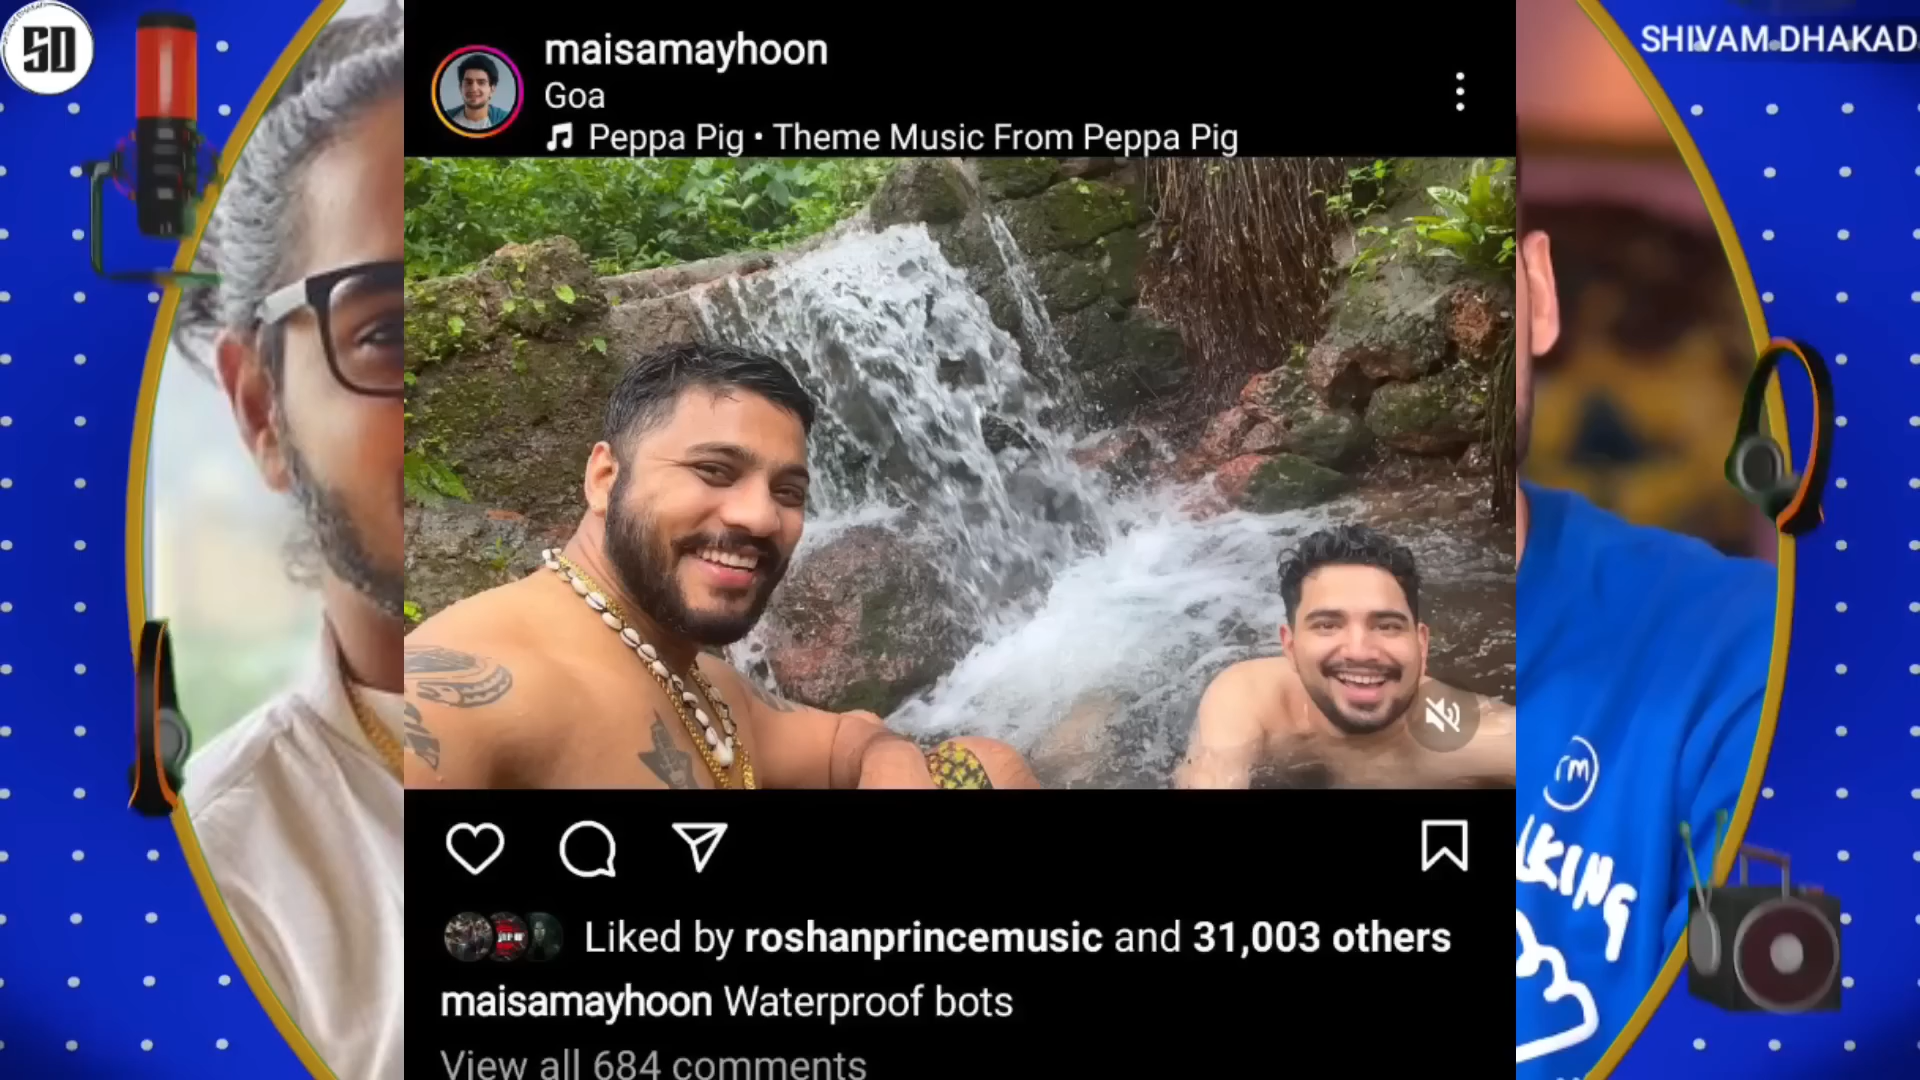 SD
SHIVAM DHAKAD
maisamayhoon
Goa
Peppa Pig • Theme Music From Peppa Pig
Liked by roshanprincemusic and 31,003 others
maisamayhoon Waterproof bots
View all 684 comments